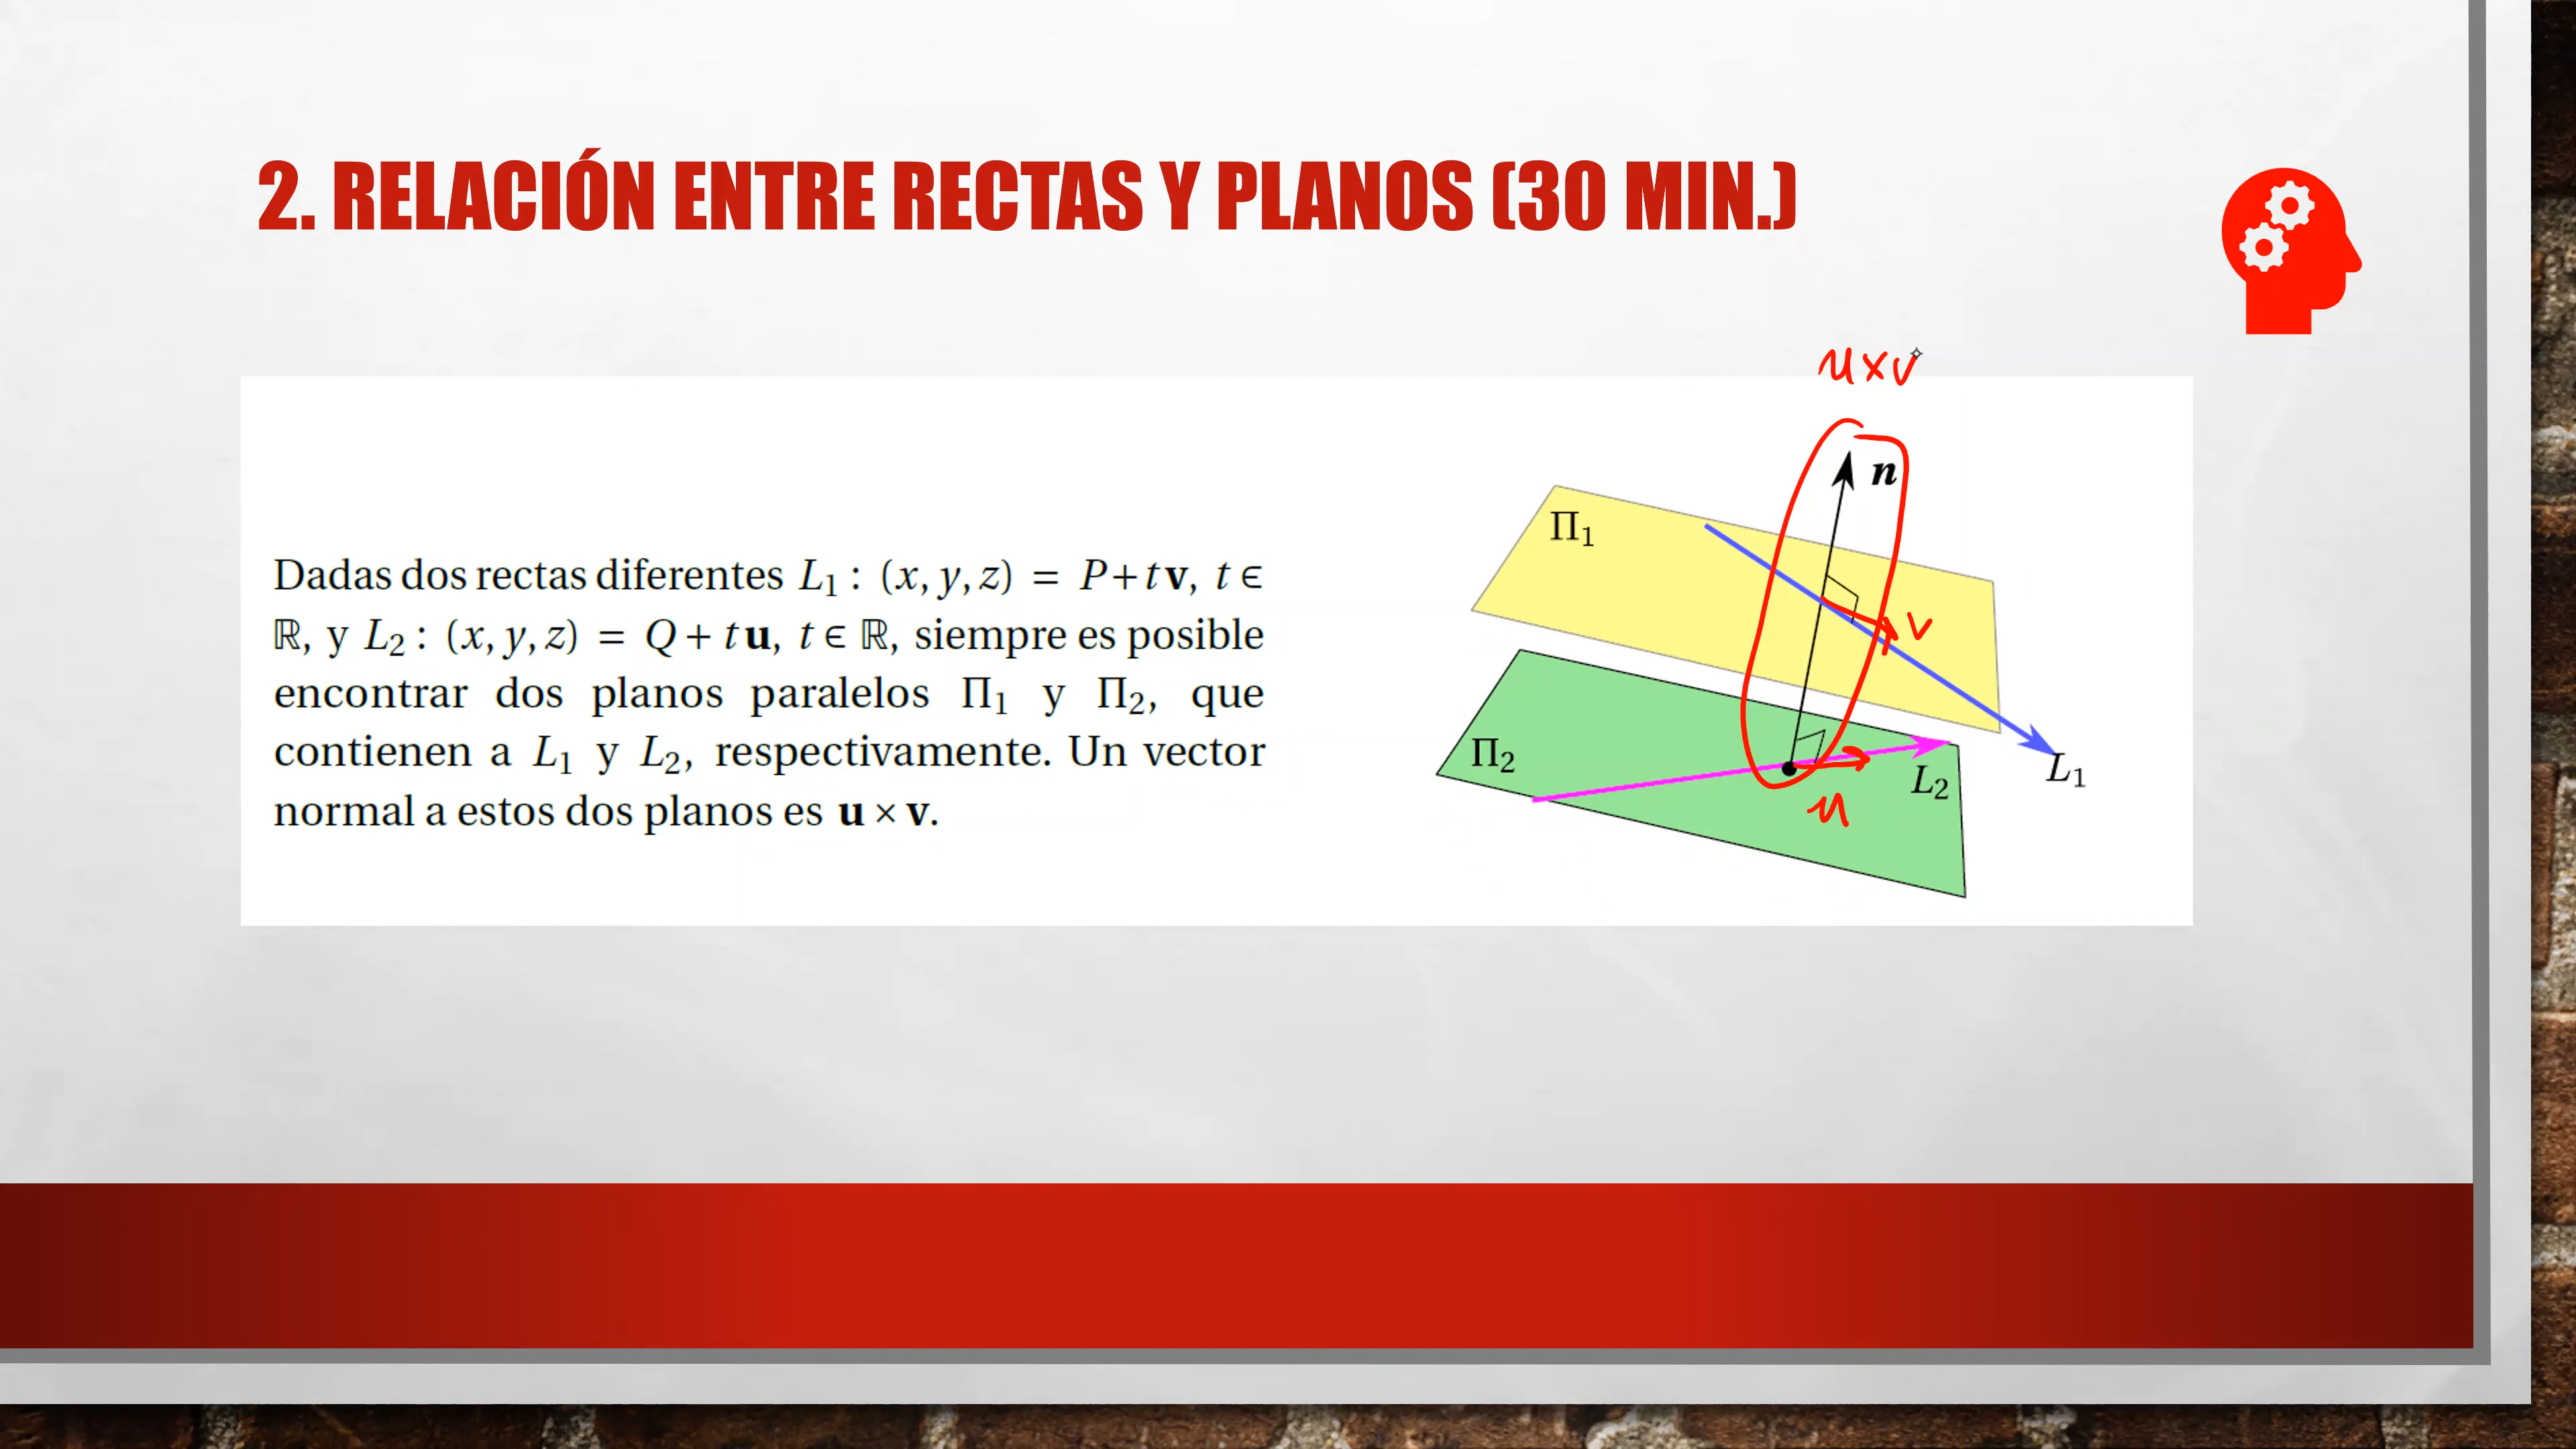 2. RELACIÓN ENTRE RECTAS Y PLANOS (30 MIN.)
Dadas dos rectas diferentes L₁ : (x, y, z) = P + tv, t ∈
ℝ, y L₂ : (x, y, z) = Q + tu, t ∈ ℝ, siempre es posible
encontrar dos planos paralelos Π₁ y Π₂, que
contienen a L₁ y L₂, respectivamente. Un vector
normal a estos dos planos es u × v.
u×v
n
Π₁
v
Π₂
L₂
L₁
u